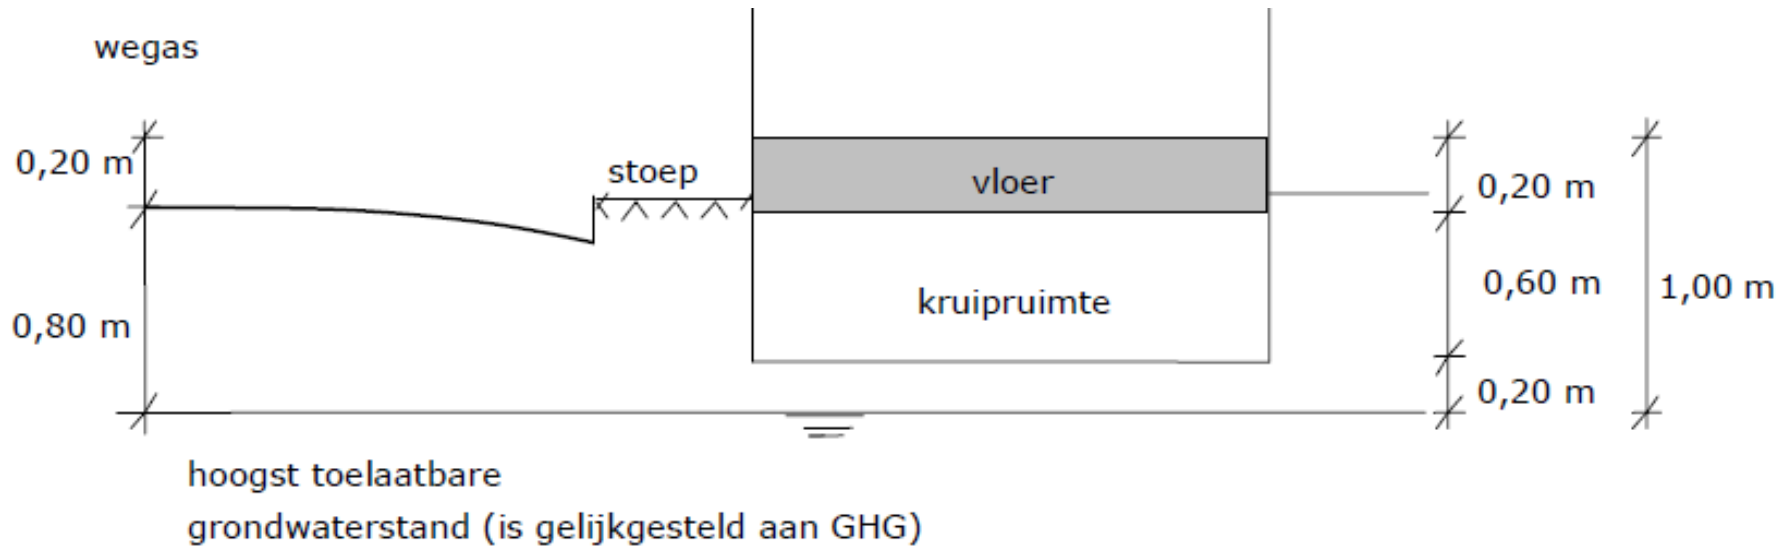 wegas
0,20 m
stoep
vloer
0,20 m
0,60 m
1,00 m
kruipruimte
0,80 m
0,20 m
hoogst toelaatbare
grondwaterstand (is gelijkgesteld aan GHG)